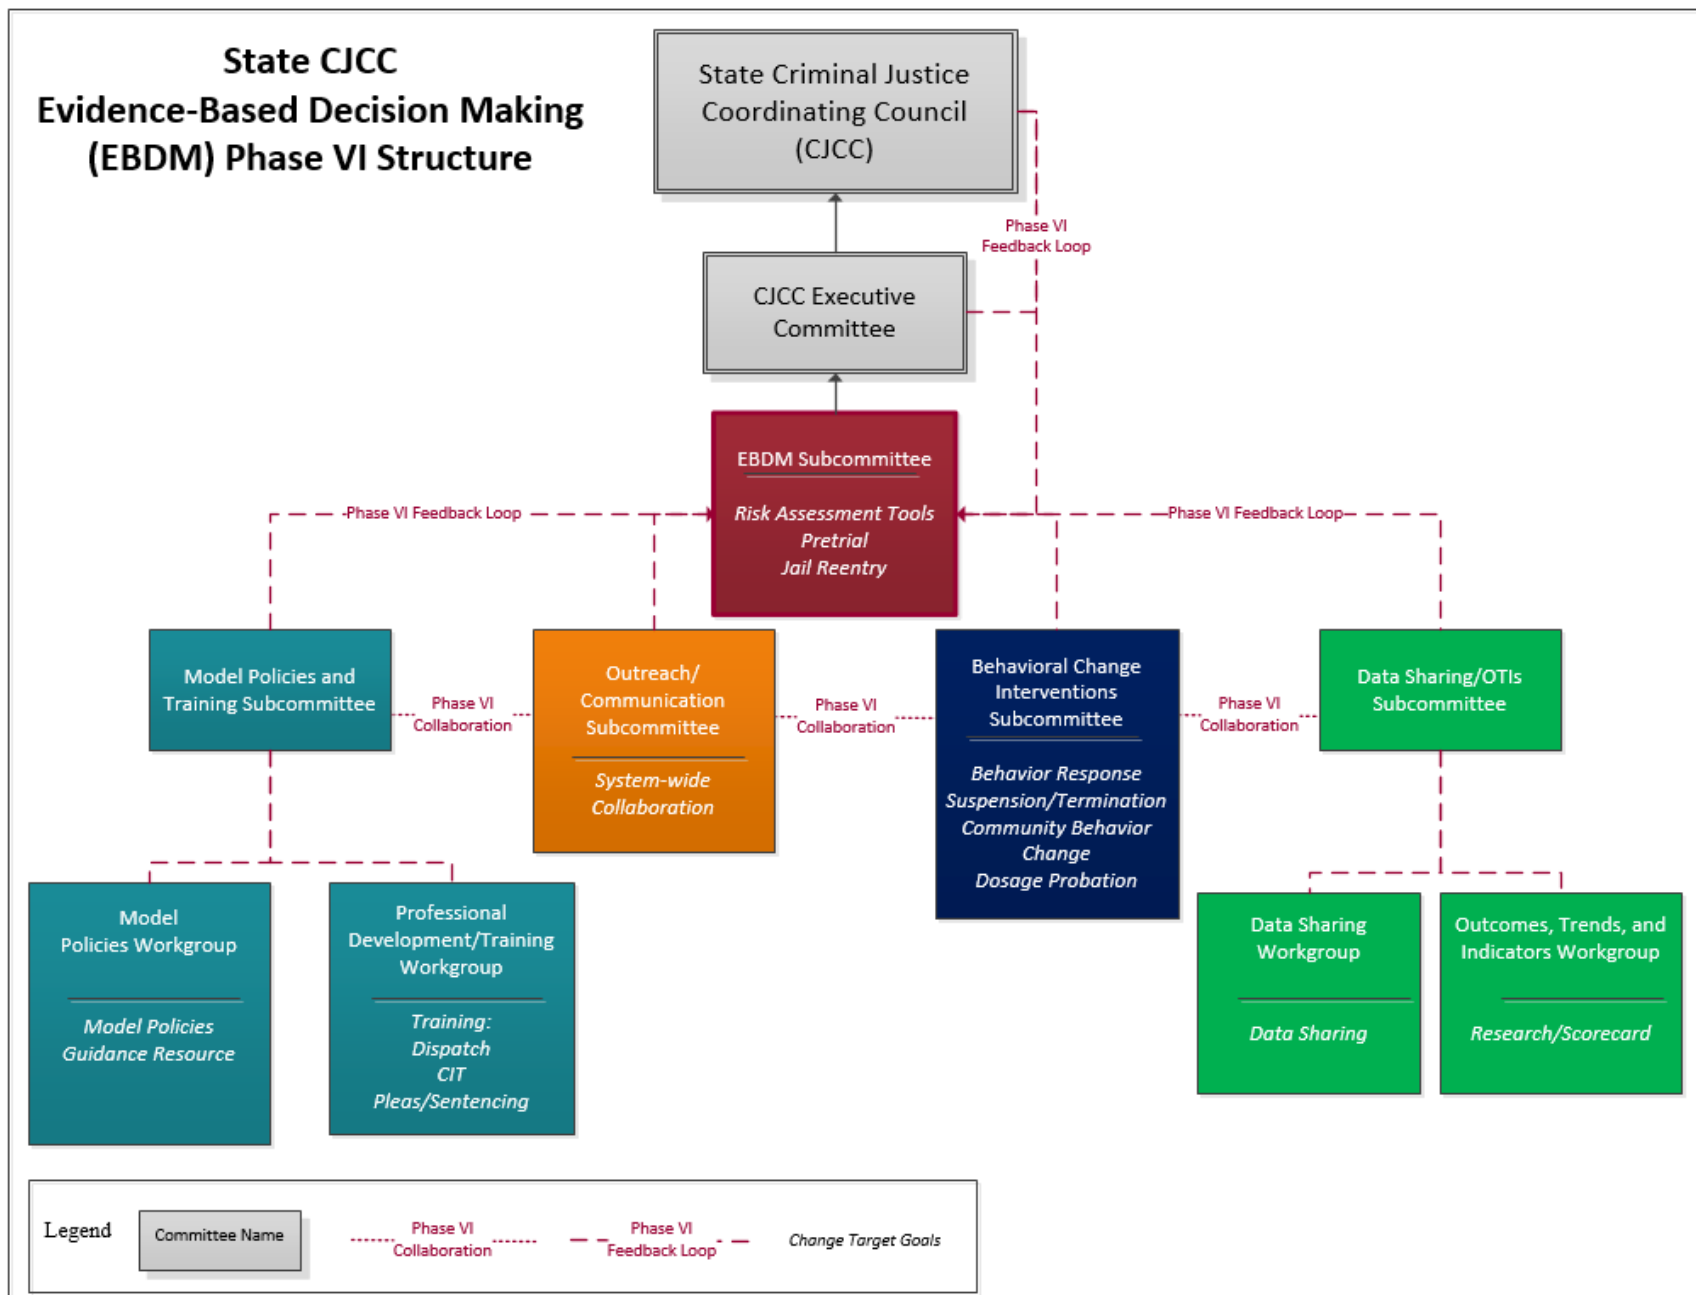 State CJCC
Evidence-Based Decision Making
(EBDM) Phase VI Structure
State Criminal Justice
Coordinating Council
(CJCC)
Phase VI
Feedback Loop
CJCC Executive
Committee
EBDM Subcommittee
Risk Assessment Tools
Pretrial
Jail Reentry
Phase VI Feedback Loop
Phase VI Feedback Loop
Model Policies and
Training Subcommittee
Phase VI
Collaboration
Outreach/
Communication
Subcommittee
System-wide
Collaboration
Phase VI
Collaboration
Behavioral Change
Interventions
Subcommittee
Behavior Response
Suspension/Termination
Community Behavior
Change
Dosage Probation
Phase VI
Collaboration
Data Sharing/OTIs
Subcommittee
Model
Policies Workgroup
Model Policies
Guidance Resource
Professional
Development/Training
Workgroup
Training:
Dispatch
CIT
Pleas/Sentencing
Data Sharing
Workgroup
Data Sharing
Outcomes, Trends, and
Indicators Workgroup
Research/Scorecard
Legend
Committee Name
Phase VI
Collaboration
Phase VI
Feedback Loop
Change Target Goals